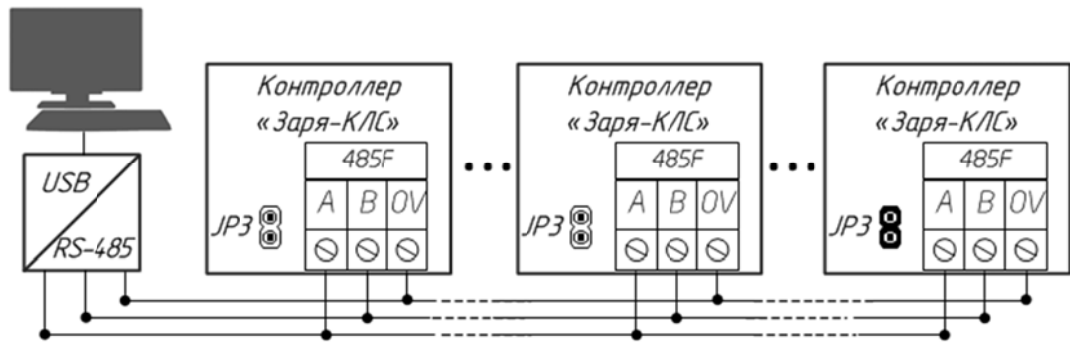 USB
RS-485
Контроллер
«Заря-КЛС»
485F
A B 0V
JP3
Контроллер
«Заря-КЛС»
485F
A B 0V
JP3
Контроллер
«Заря-КЛС»
485F
A B 0V
JP3